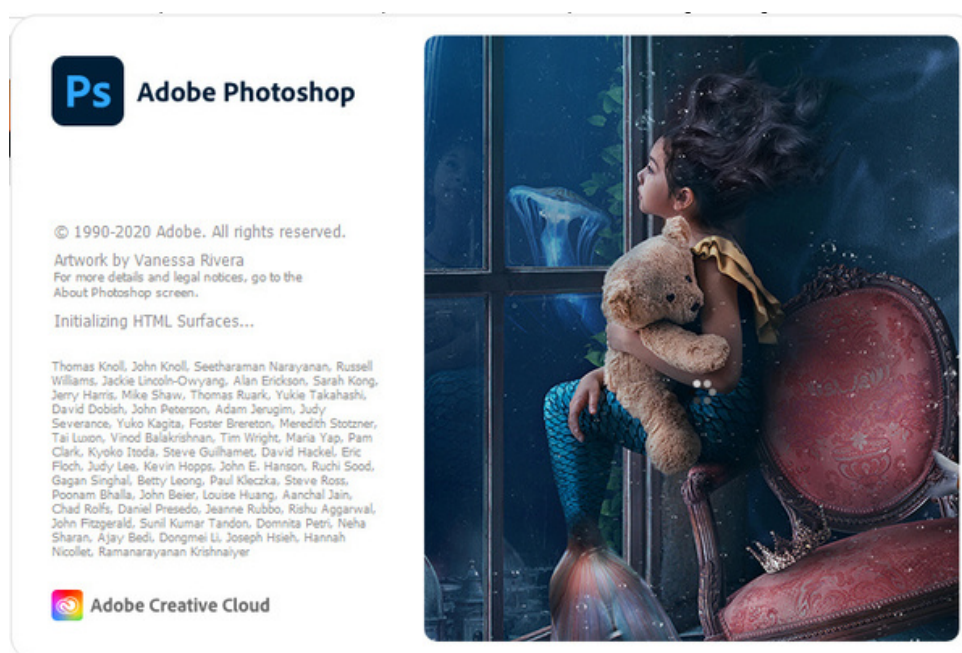 Ps Adobe Photoshop
© 1990-2020 Adobe. All rights reserved.
Artwork by Vanessa Rivera
For more details and legal notices, go to the
About Photoshop screen.
Initializing HTML Surfaces...
Thomas Knoll, John Knoll, Seetharaman Narayanan, Russell
Williams, Jackie Lincoln-Owyang, Alan Erickson, Sarah Kong,
Jerry Harris, Mike Shaw, Thomas Ruark, Yukie Takahashi,
David Dobish, John Peterson, Adam Jerugim, Judy
Severance, Yuko Kagita, Foster Brereton, Meredith Stotzner,
Tai Luxon, Vinod Balakrishnan, Tim Wright, Maria Yap, Pam
Clark, Kyoko Itoda, Steve Guilhamet, David Hackel, Eric
Floch, Judy Lee, Kevin Hopps, John E. Hanson, Ruchi Sood,
Gagan Singhal, Betty Leong, Paul Kleczka, Steve Ross,
Poonam Bhalla, John Beier, Louise Huang, Aanchal Jain,
Chad Rolfs, Daniel Presedo, Jeanne Rubbo, Rishu Aggarwal,
John Fitzgerald, Sunil Kumar Tandon, Domnita Petri, Neha
Sharan, Ajay Bedi, Dongmei Li, Joseph Hsieh, Hannah
Nicollet, Ramanarayanan Krishnaiyer
Adobe Creative Cloud